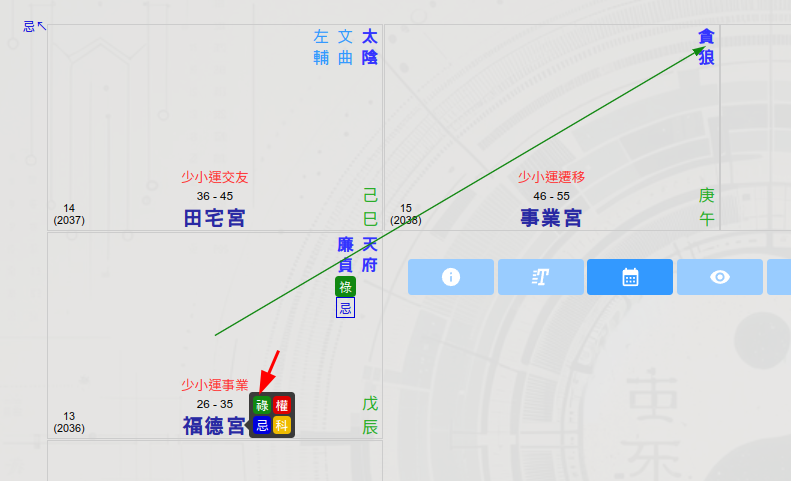 忌↖
左輔 文曲 太陰
少小運交友
36 - 45
田宅宮
14
(2037)
己巳
貪狼
少小運遷移
46 - 55
事業宮
15
(2038)
庚午
廉貞 天府
祿
忌
少小運事業
26 - 35
福德宮
祿 權
忌 科
13
(2036)
戊辰